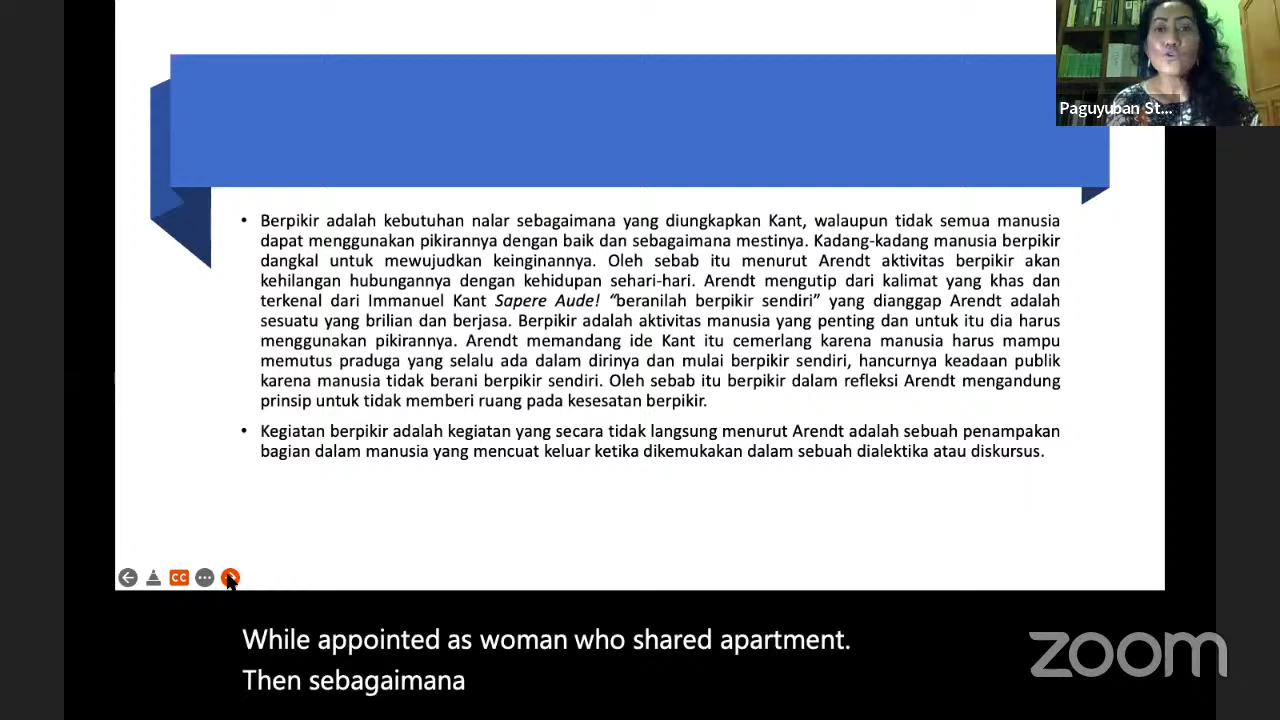 Paguyuban St...
• Berpikir adalah kebutuhan nalar sebagaimana yang diungkapkan Kant, walaupun tidak semua manusia
dapat menggunakan pikirannya dengan baik dan sebagaimana mestinya. Kadang-kadang manusia berpikir
dangkal untuk mewujudkan keinginannya. Oleh sebab itu menurut Arendt aktivitas berpikir akan
kehilangan hubungannya dengan kehidupan sehari-hari. Arendt mengutip dari kalimat yang khas dan
terkenal dari Immanuel Kant Sapere Aude! “beranilah berpikir sendiri” yang dianggap Arendt adalah
sesuatu yang brilian dan berjasa. Berpikir adalah aktivitas manusia yang penting dan untuk itu dia harus
menggunakan pikirannya. Arendt memandang ide Kant itu cemerlang karena manusia harus mampu
memutus praduga yang selalu ada dalam dirinya dan mulai berpikir sendiri, hancurnya keadaan publik
karena manusia tidak berani berpikir sendiri. Oleh sebab itu berpikir dalam refleksi Arendt mengandung
prinsip untuk tidak memberi ruang pada kesesatan berpikir.
• Kegiatan berpikir adalah kegiatan yang secara tidak langsung menurut Arendt adalah sebuah penampakan
bagian dalam manusia yang mencuat keluar ketika dikemukakan dalam sebuah dialektika atau diskursus.
CC
While appointed as woman who shared apartment.
Then sebagaimana
zoom